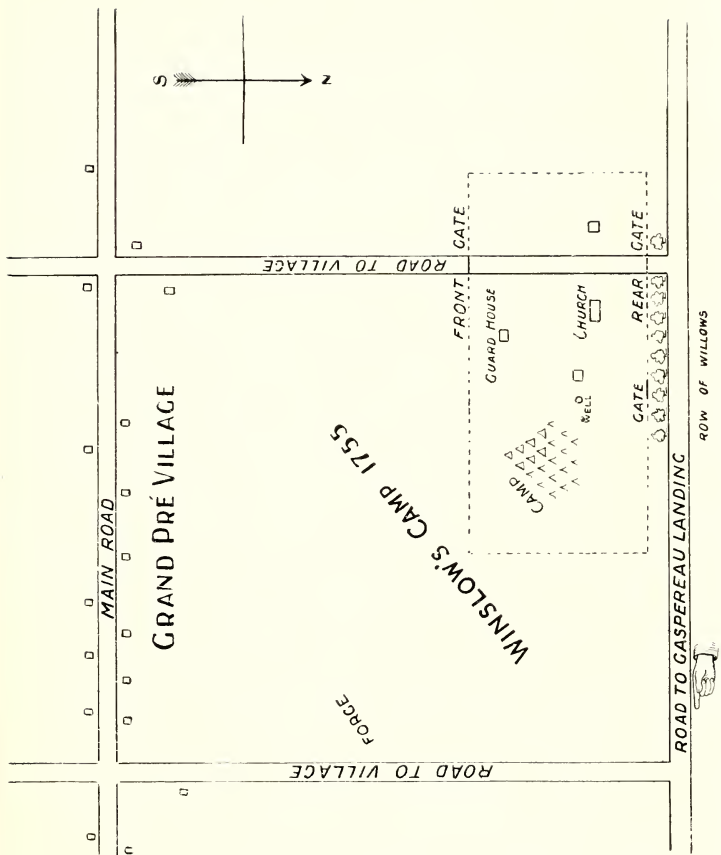 S
N
ROAD TO VILLAGE
FRONT GATE
GUARD HOUSE
CHURCH
REAR GATE
GATE
WELL
CAMP
ROW OF WILLOWS
MAIN ROAD
GRAND PRÉ VILLAGE
WINSLOW'S CAMP 1755
ROAD TO GASPEREAU LANDING
FORGE
ROAD TO VILLAGE